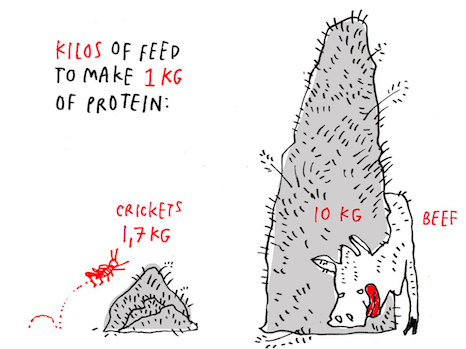 KILOS OF FEED
TO MAKE 1 KG
OF PROTEIN:
CRICKETS
1,7 KG
10 KG
BEEF